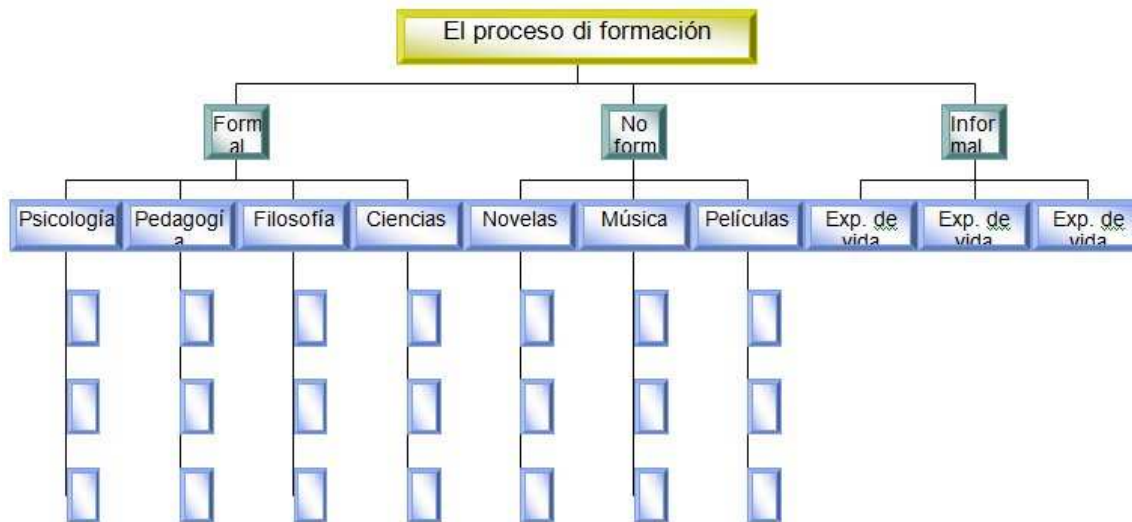 El proceso di formación
Form
al
No
form
Infor
mal
Psicología
Pedagogí
a
Filosofía
Ciencias
Novelas
Música
Películas
Exp. de
vida
Exp. de
vida
Exp. de
vida